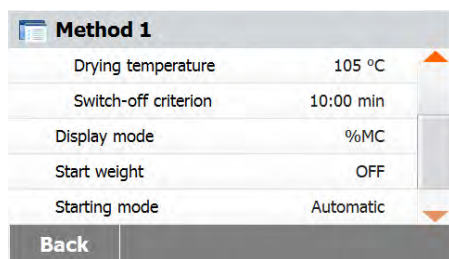 Method 1
Drying temperature 105 ºC
Switch-off criterion 10:00 min
Display mode %MC
Start weight OFF
Starting mode Automatic
Back